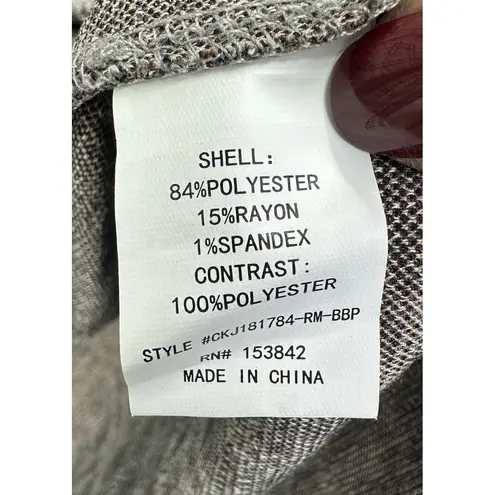 SHELL:
84%POLYESTER
15%RAYON
1%SPANDEX
CONTRAST:
100%POLYESTER
STYLE #CKJ181784-RM-BBP
RN# 153842
MADE IN CHINA